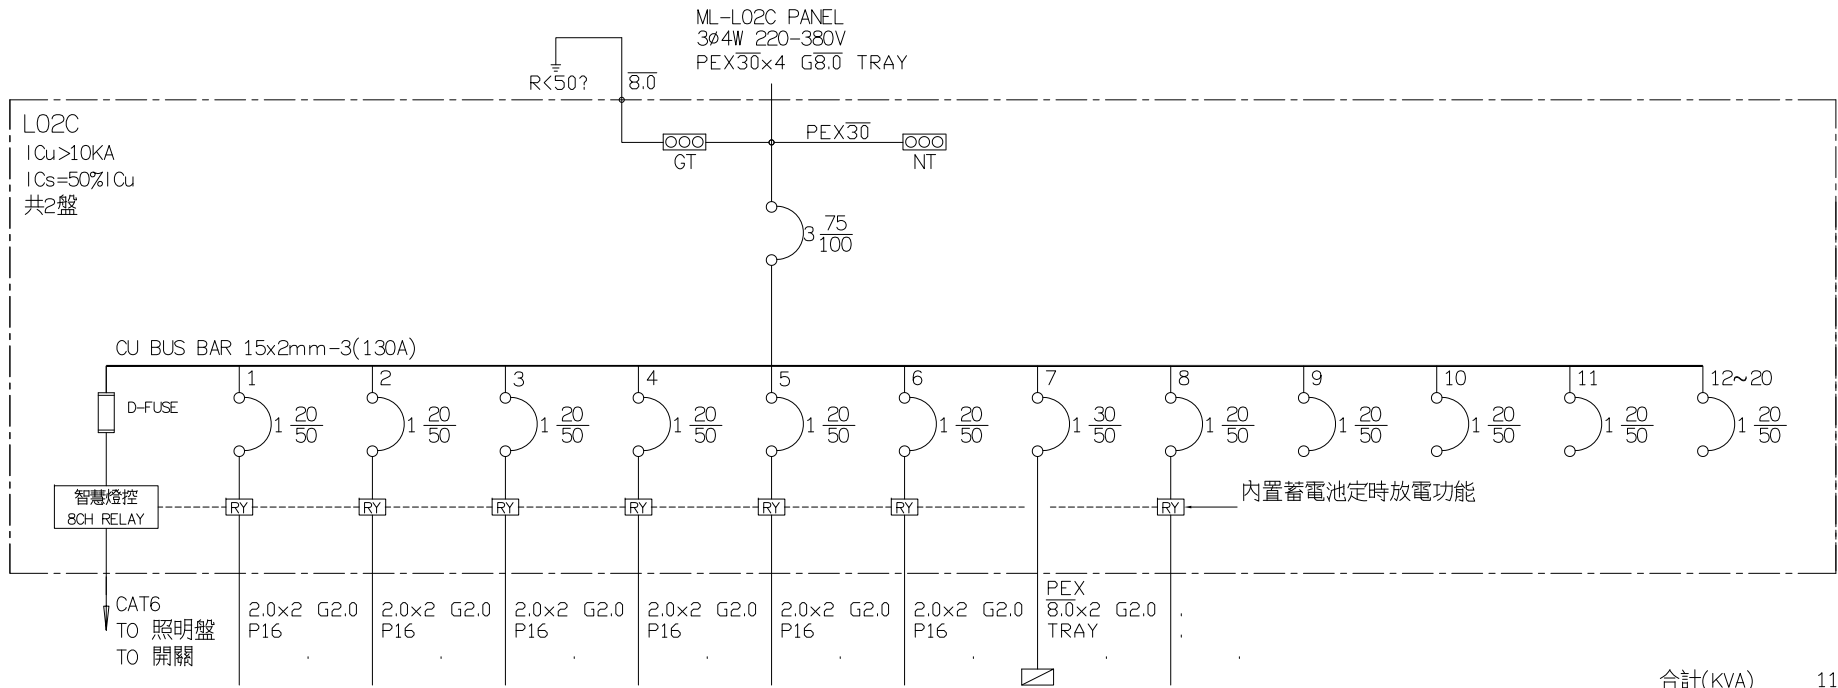 ML-L02C PANEL
3ø4W 220-380V
PEX30x4 G8.0 TRAY
R<50?
8.0
L02C
ICu>10KA
ICs=50%ICu
共2盤
GT
PEX30
NT
3 75
100
CU BUS BAR 15x2mm-3(130A)
1 2 3 4 5 6 7 8 9 10 11 12~20
D-FUSE
1 20 1 20 1 20 1 20 1 20 1 20 1 30 1 20 1 20 1 20 1 20 1 20
50 50 50 50 50 50 50 50 50 50 50 50
智慧燈控
8CH RELAY
RY RY RY RY RY RY RY
內置蓄電池定時放電功能
CAT6
TO 照明盤
TO 開關
2.0x2 G2.0
P16
2.0x2 G2.0
P16
2.0x2 G2.0
P16
2.0x2 G2.0
P16
2.0x2 G2.0
P16
2.0x2 G2.0
P16
PEX
8.0x2 G2.0
TRAY
合計(KVA) 11